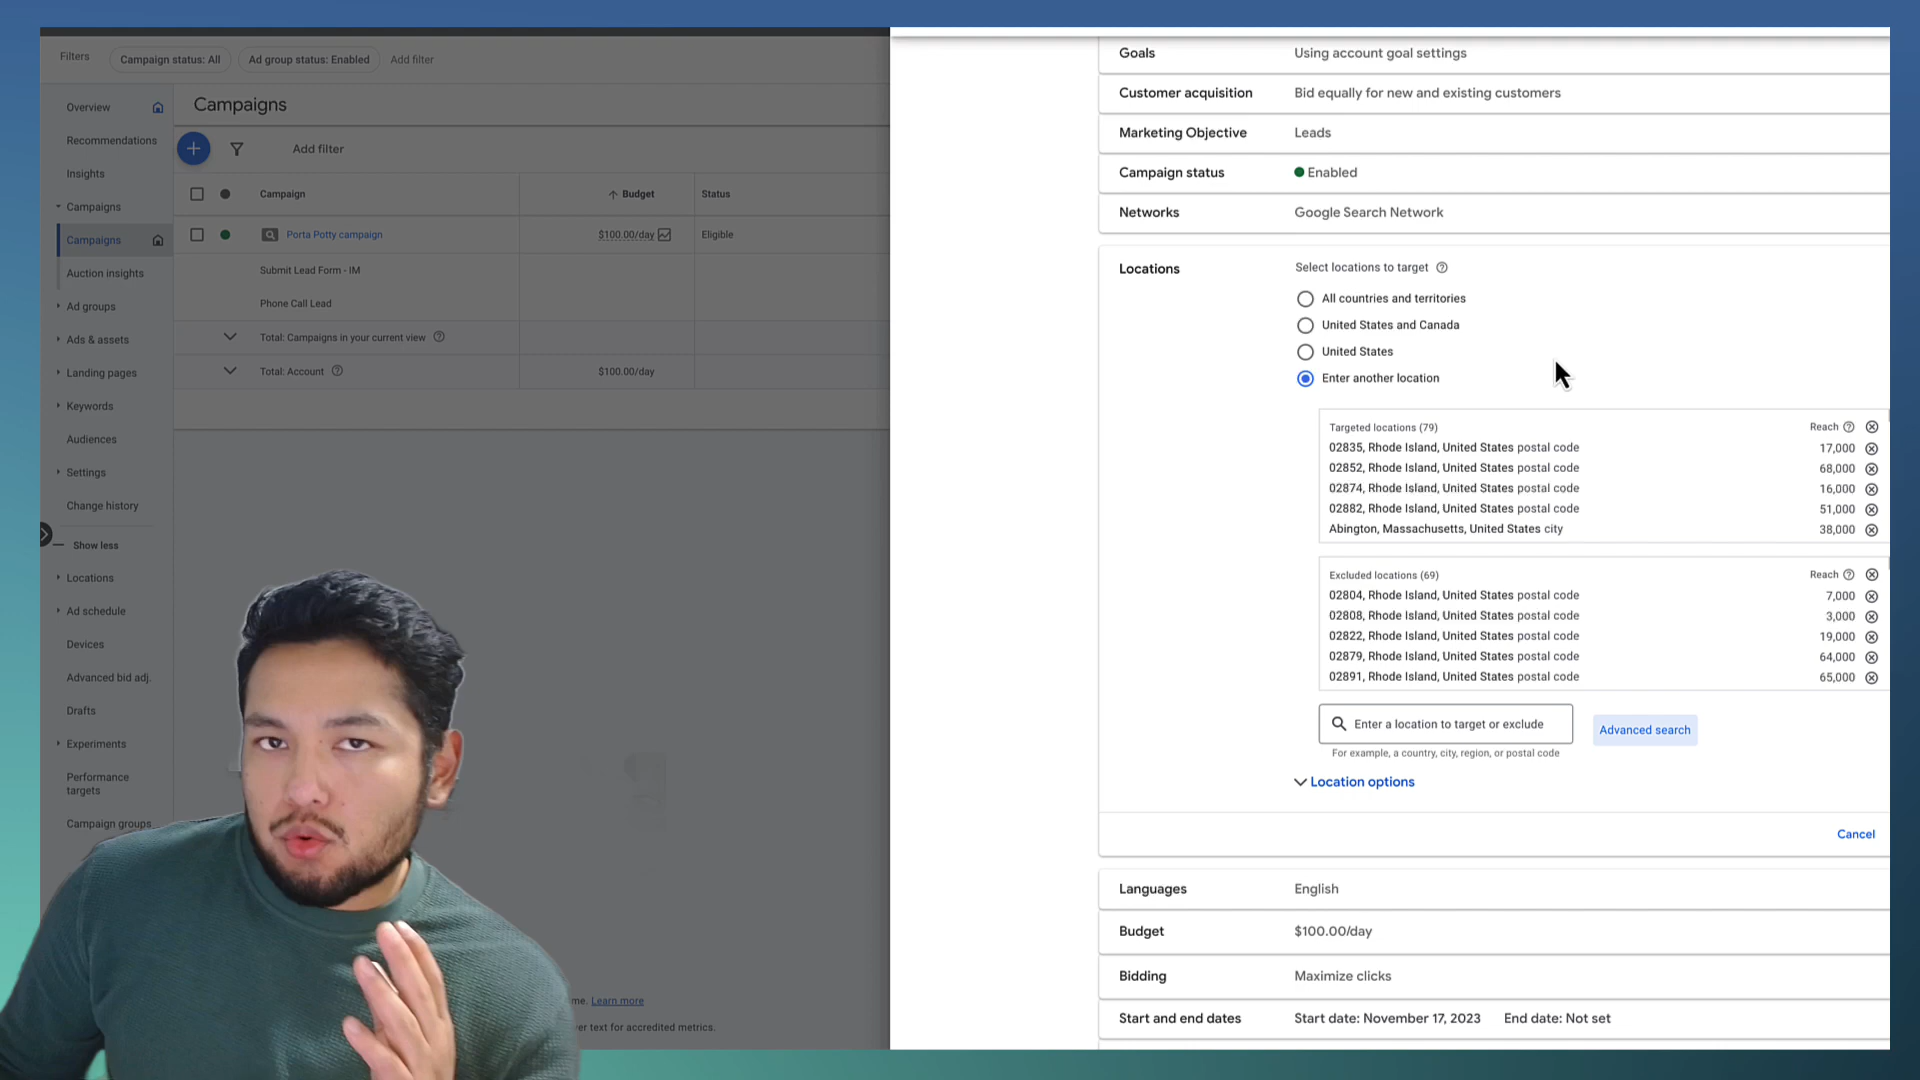 Filters
Campaign status: All
Ad group status: Enabled
Add filter
Overview
Recommendations
Insights
Campaigns
Campaigns
Auction insights
Ad groups
Ads & assets
Landing pages
Keywords
Audiences
Settings
Change history
Show less
Locations
Ad schedule
Devices
Advanced bid adj.
Drafts
Experiments
Performance
targets
Campaign groups
Campaigns
Add filter
Campaign
Budget
Status
Porta Potty campaign
$100.00/day
Eligible
Submit Lead Form - IM
Phone Call Lead
Total: Campaigns in your current view
Total: Account
$100.00/day
me. Learn more
er text for accredited metrics.
Goals
Using account goal settings
Customer acquisition
Bid equally for new and existing customers
Marketing Objective
Leads
Campaign status
Enabled
Networks
Google Search Network
Locations
Select locations to target
All countries and territories
United States and Canada
United States
Enter another location
Targeted locations (79)
Reach
02835, Rhode Island, United States postal code
17,000
02852, Rhode Island, United States postal code
68,000
02874, Rhode Island, United States postal code
16,000
02882, Rhode Island, United States postal code
51,000
Abington, Massachusetts, United States city
38,000
Excluded locations (69)
Reach
02804, Rhode Island, United States postal code
7,000
02808, Rhode Island, United States postal code
3,000
02822, Rhode Island, United States postal code
19,000
02879, Rhode Island, United States postal code
64,000
02891, Rhode Island, United States postal code
65,000
Enter a location to target or exclude
Advanced search
For example, a country, city, region, or postal code
Location options
Cancel
Languages
English
Budget
$100.00/day
Bidding
Maximize clicks
Start and end dates
Start date: November 17, 2023
End date: Not set